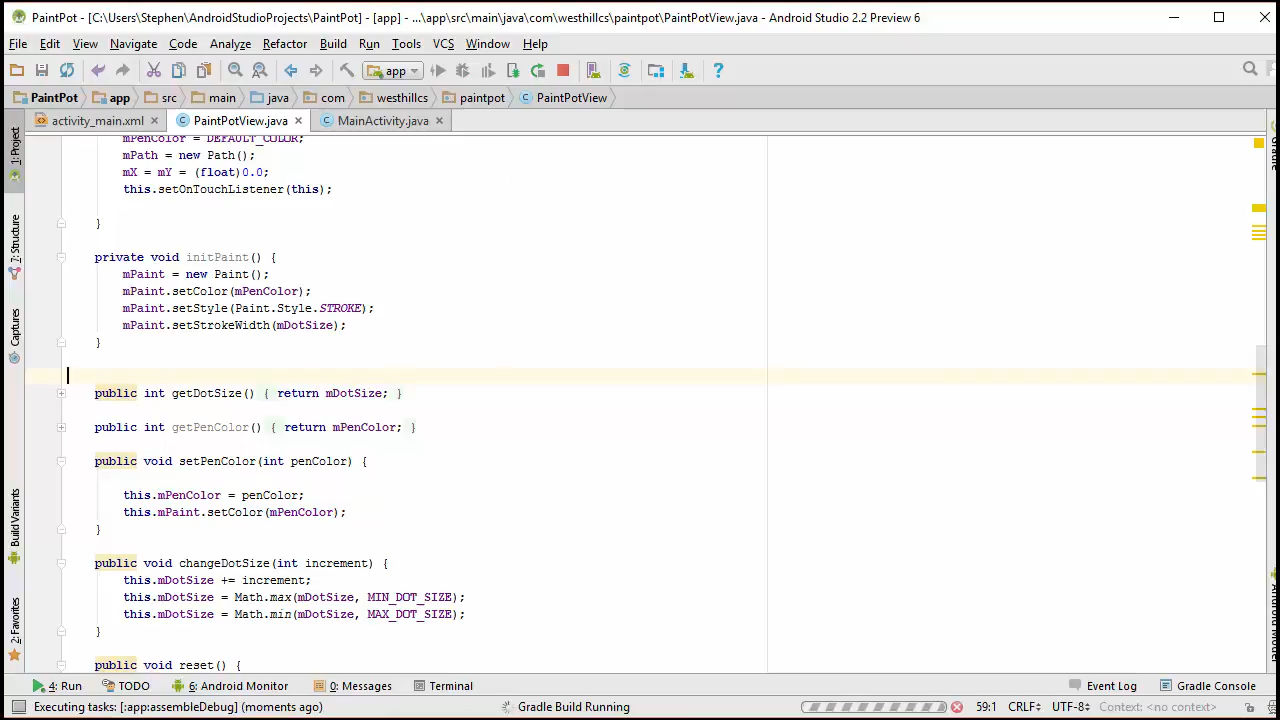 PaintPot - [C:\Users\Stephen\AndroidStudioProjects\PaintPot] - [app] - ...\app\src\main\java\com\westhillcs\paintpot\PaintPotView.java - Android Studio 2.2 Preview 6
File Edit View Navigate Code Analyze Refactor Build Run Tools VCS Window Help
app
PaintPot app src main java com westhillcs paintpot PaintPotView
activity_main.xml PaintPotView.java MainActivity.java
1: Project
7: Structure
Captures
Build Variants
2: Favorites
mPenColor = DEFAULT_COLOR;
mPath = new Path();
mX = mY = (float)0.0;
this.setOnTouchListener(this);
}
private void initPaint() {
mPaint = new Paint();
mPaint.setColor(mPenColor);
mPaint.setStyle(Paint.Style.STROKE);
mPaint.setStrokeWidth(mDotSize);
}
public int getDotSize() { return mDotSize; }
public int getPenColor() { return mPenColor; }
public void setPenColor(int penColor) {
this.mPenColor = penColor;
this.mPaint.setColor(mPenColor);
}
public void changeDotSize(int increment) {
this.mDotSize += increment;
this.mDotSize = Math.max(mDotSize, MIN_DOT_SIZE);
this.mDotSize = Math.min(mDotSize, MAX_DOT_SIZE);
}
public void reset() {
4: Run TODO 6: Android Monitor 0: Messages Terminal Event Log Gradle Console
Executing tasks: [:app:assembleDebug] (moments ago) Gradle Build Running 59:1 CRLF UTF-8 Context: <no context>